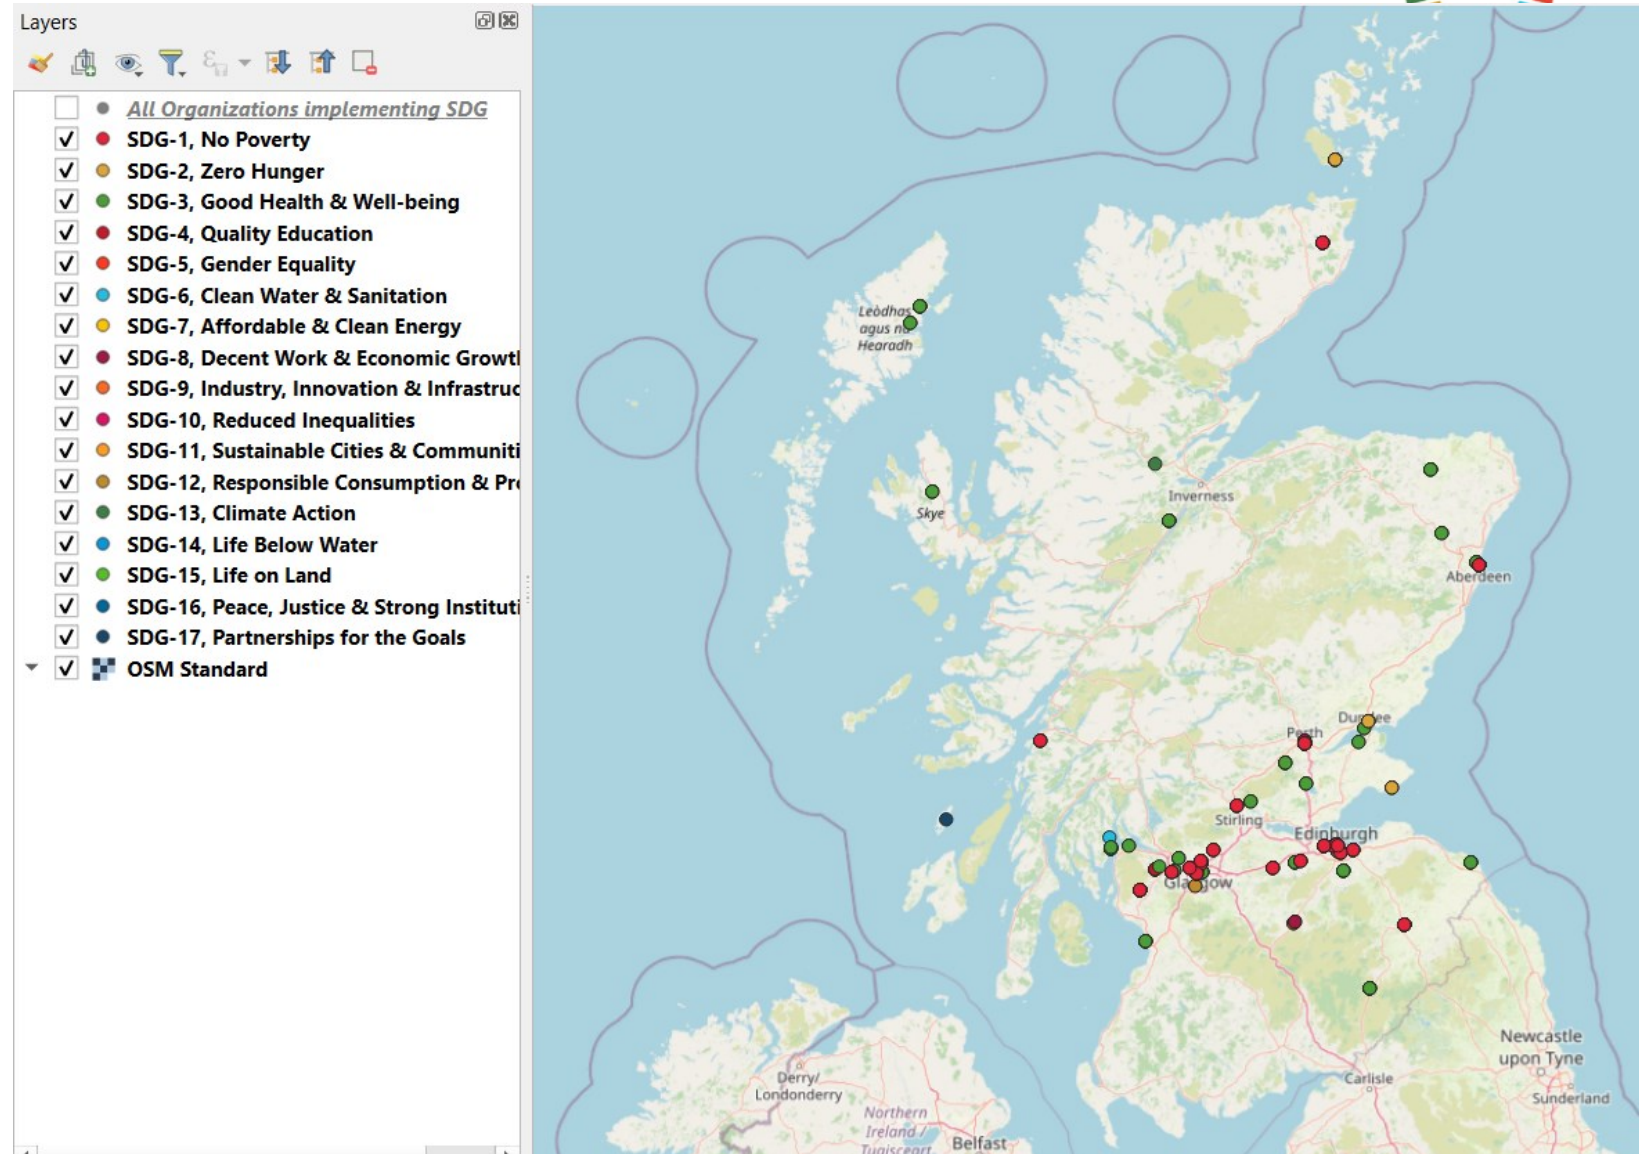 Layers
All Organizations implementing SDG
SDG-1, No Poverty
SDG-2, Zero Hunger
SDG-3, Good Health & Well-being
SDG-4, Quality Education
SDG-5, Gender Equality
SDG-6, Clean Water & Sanitation
SDG-7, Affordable & Clean Energy
SDG-8, Decent Work & Economic Growtl
SDG-9, Industry, Innovation & Infrastruc
SDG-10, Reduced Inequalities
SDG-11, Sustainable Cities & Communiti
SDG-12, Responsible Consumption & Pr
SDG-13, Climate Action
SDG-14, Life Below Water
SDG-15, Life on Land
SDG-16, Peace, Justice & Strong Instituti
SDG-17, Partnerships for the Goals
OSM Standard
Leòdhas
agus na
Hearadh
Skye
Inverness
Aberdeen
Dundee
Perth
Stirling
Edinburgh
Glasgow
Newcastle
upon Tyne
Carlisle
Sunderland
Derry/
Londonderry
Northern
Ireland /
Tuaisceart
Belfast